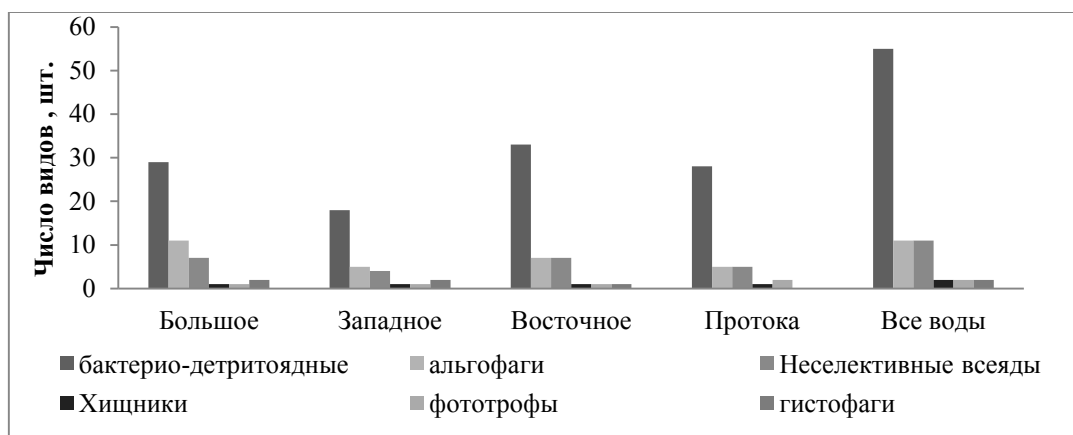 Число видов , шт.
60
50
40
30
20
10
0
Большое Западное Восточное Протока Все воды
бактерио-детритоядные альгофаги Неселективные всеяды
Хищники фототрофы гистофаги